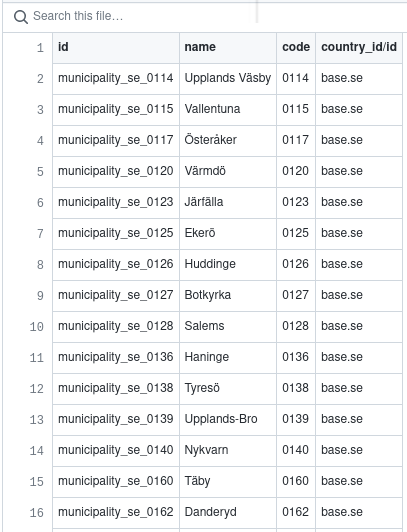 Search this file…
1 id name code country_id/id
2 municipality_se_0114 Upplands Väsby 0114 base.se
3 municipality_se_0115 Vallentuna 0115 base.se
4 municipality_se_0117 Österåker 0117 base.se
5 municipality_se_0120 Värmdö 0120 base.se
6 municipality_se_0123 Järfälla 0123 base.se
7 municipality_se_0125 Ekerö 0125 base.se
8 municipality_se_0126 Huddinge 0126 base.se
9 municipality_se_0127 Botkyrka 0127 base.se
10 municipality_se_0128 Salems 0128 base.se
11 municipality_se_0136 Haninge 0136 base.se
12 municipality_se_0138 Tyresö 0138 base.se
13 municipality_se_0139 Upplands-Bro 0139 base.se
14 municipality_se_0140 Nykvarn 0140 base.se
15 municipality_se_0160 Täby 0160 base.se
16 municipality_se_0162 Danderyd 0162 base.se